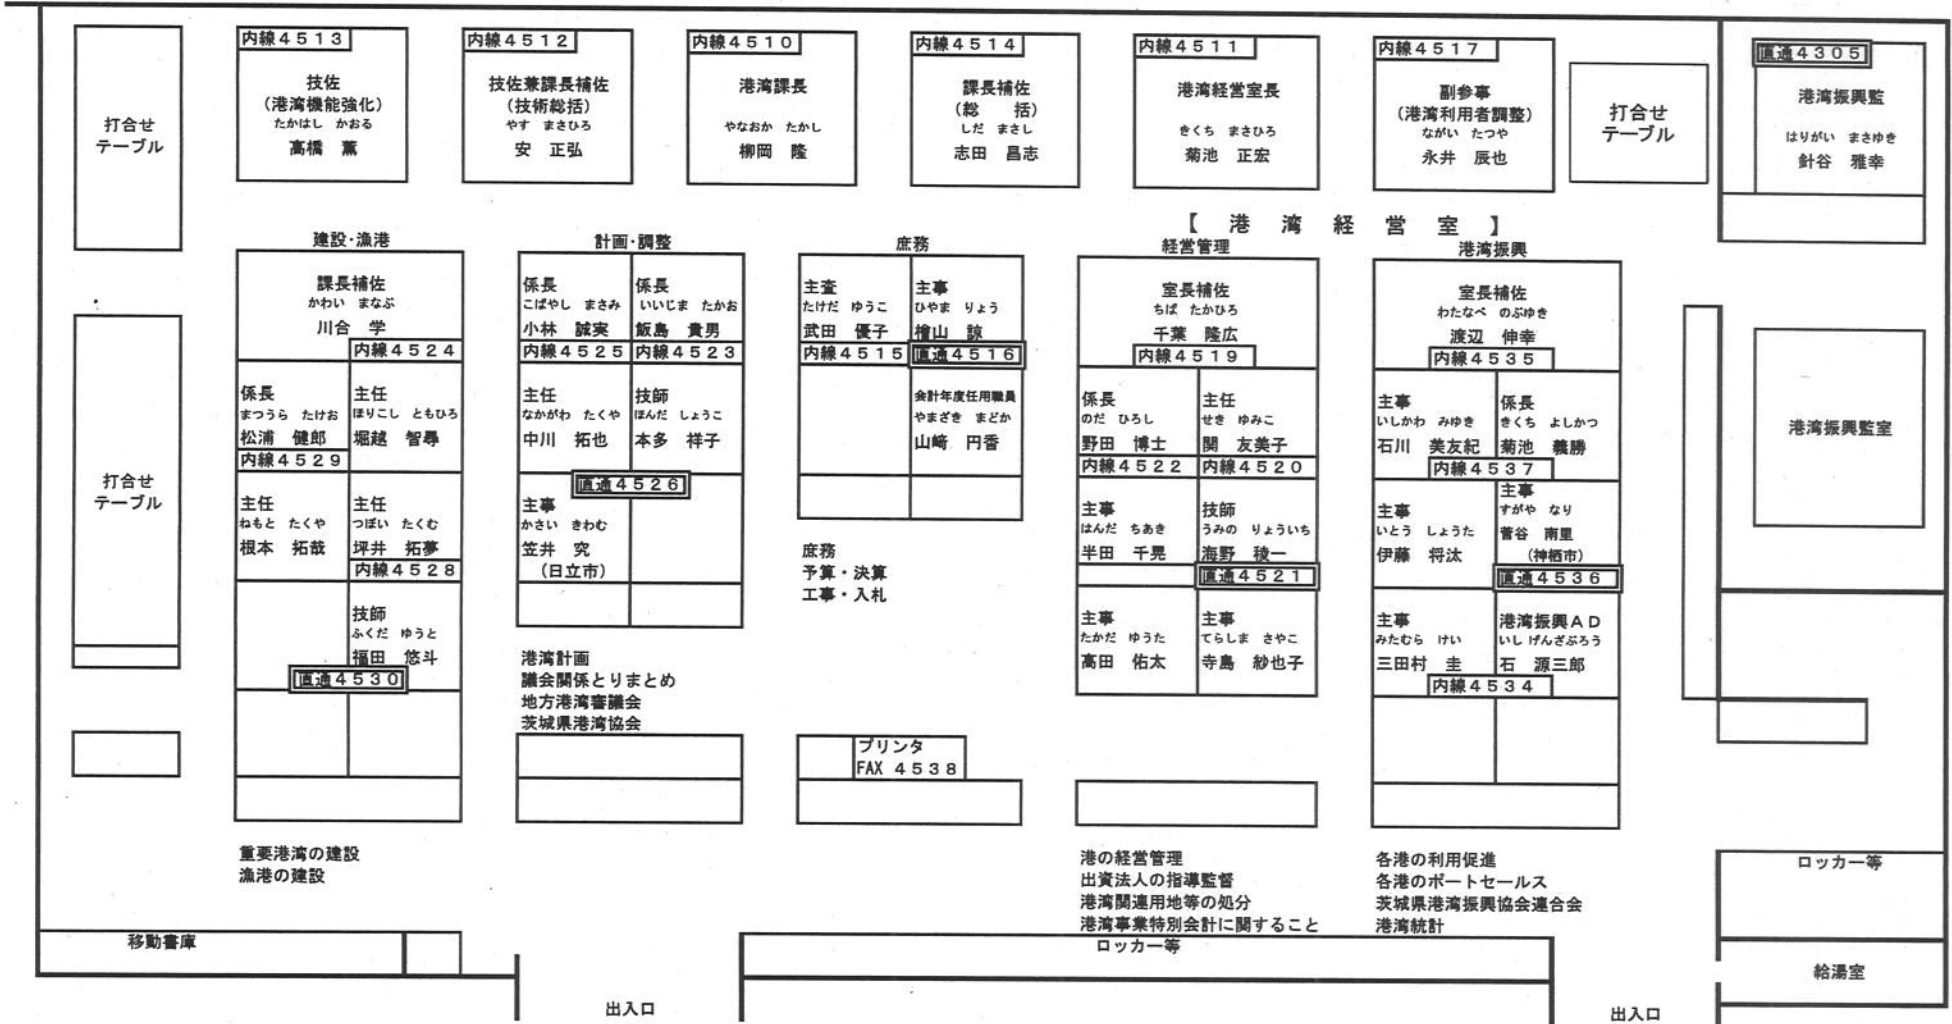 打合せ
テーブル
内線4513
技佐
(港湾機能強化)
たかはし かおる
高橋 薫
内線4512
技佐兼課長補佐
(技術総括)
やす まさひろ
安 正弘
内線4510
港湾課長
やなおか たかし
柳岡 隆
内線4514
課長補佐
(総 括)
しだ まさし
志田 昌志
内線4511
港湾経営室長
きくち まさひろ
菊池 正宏
内線4517
副参事
(港湾利用者調整)
ながい たつや
永井 辰也
打合せ
テーブル
直通4305
港湾振興監
はりがい まさゆき
針谷 雅幸
【 港 湾 経 営 室 】
打合せ
テーブル
建設・漁港
課長補佐
かわい まなぶ
川合 学
内線4524
係長
まつうら たけお
松浦 健郎
内線4529
主任
ほりこし ともひろ
堀越 智尋
主任
ねもと たくや
根本 拓哉
主任
つぼい たくむ
坪井 拓夢
内線4528
技師
ふくだ ゆうと
福田 悠斗
直通4530
重要港湾の建設
漁港の建設
計画・調整
係長
こばやし まさみ
小林 誠実
内線4525
係長
いいじま たかお
飯島 貴男
内線4523
主任
なかがわ たくや
中川 拓也
技師
ほんだ しょうこ
本多 祥子
直通4526
主事
かさい きわむ
笠井 究
(日立市)
港湾計画
議会関係とりまとめ
地方港湾審議会
茨城県港湾協会
庶務
主査
たけだ ゆうこ
武田 優子
内線4515
主事
ひやま りょう
檜山 諒
直通4516
会計年度任用職員
やまざき まどか
山﨑 円香
庶務
予算・決算
工事・入札
プリンタ
FAX 4538
経営管理
室長補佐
ちば たかひろ
千葉 隆広
内線4519
係長
のだ ひろし
野田 博士
内線4522
主任
せき ゆみこ
関 友美子
内線4520
主事
はんだ ちあき
半田 千晃
技師
うみの りょういち
海野 稜一
直通4521
主事
たかだ ゆうた
高田 佑太
主事
てらしま さやこ
寺島 紗也子
港の経営管理
出資法人の指導監督
港湾関連用地等の処分
港湾事業特別会計に関すること
港湾振興
室長補佐
わたなべ のぶゆき
渡辺 伸幸
内線4535
主事
いしかわ みゆき
石川 美友紀
係長
きくち よしかつ
菊池 義勝
内線4537
主事
いとう しょうた
伊藤 将汰
主事
すがや なり
菅谷 南里
(神栖市)
直通4536
主事
みたむら けい
三田村 圭
港湾振興AD
いし げんざぶろう
石 源三郎
内線4534
各港の利用促進
各港のポートセールス
茨城県港湾振興協会連合会
港湾統計
港湾振興監室
ロッカー等
移動書庫
ロッカー等
給湯室
出入口
出入口